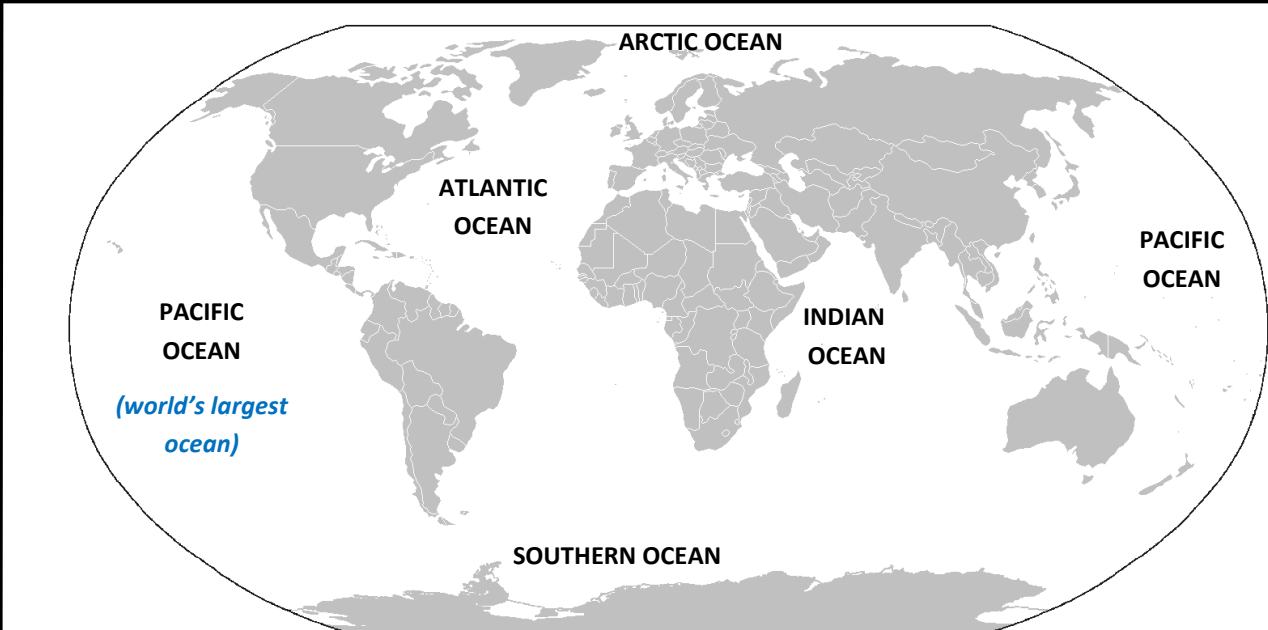 ARCTIC OCEAN
ATLANTIC
OCEAN
PACIFIC
OCEAN
PACIFIC
OCEAN
(world's largest
ocean)
INDIAN
OCEAN
SOUTHERN OCEAN